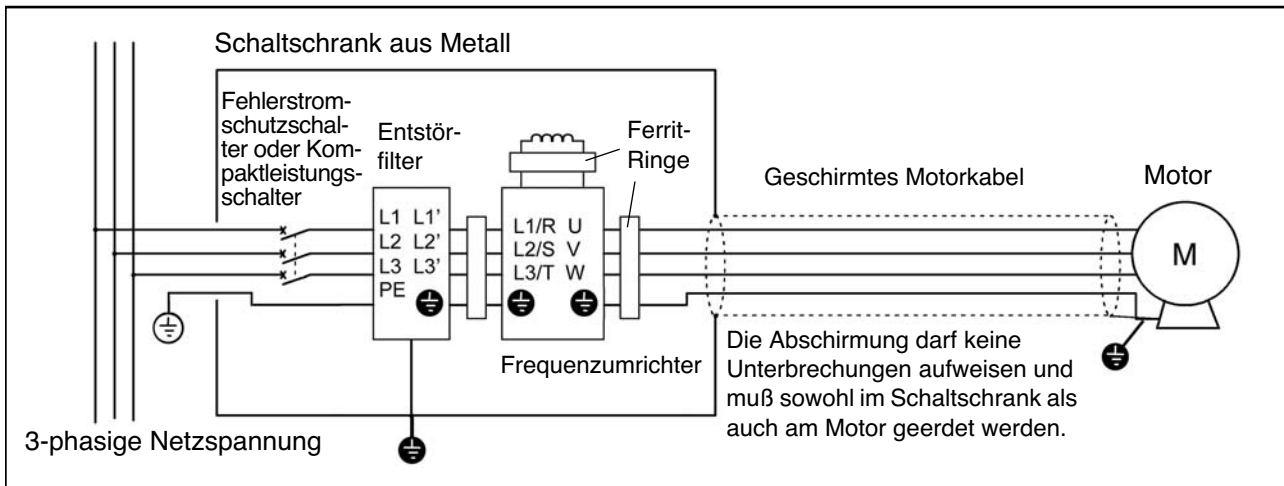 Schaltschrank aus Metall
Fehlerstrom-
schutzschal-
ter oder Kom-
paktleistungs-
schalter
Entstör-
filter
Ferrit-
Ringe
Geschirmtes Motorkabel
Motor
L1 L1'
L2 L2'
L3 L3'
PE
L1/R U
L2/S V
L3/T W
M
Frequenzumrichter
Die Abschirmung darf keine
Unterbrechungen aufweisen und
muß sowohl im Schaltschrank als
auch am Motor geerdet werden.
3-phasige Netzspannung